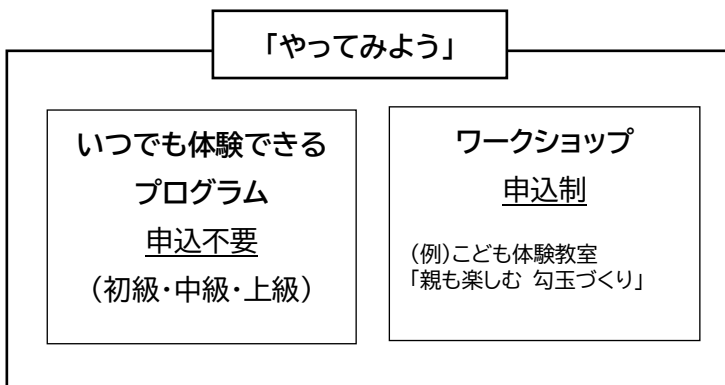 「やってみよう」
いつでも体験できる
プログラム
申込不要
（初級・中級・上級）
ワークショップ
申込制
（例）こども体験教室
「親も楽しむ 勾玉づくり」